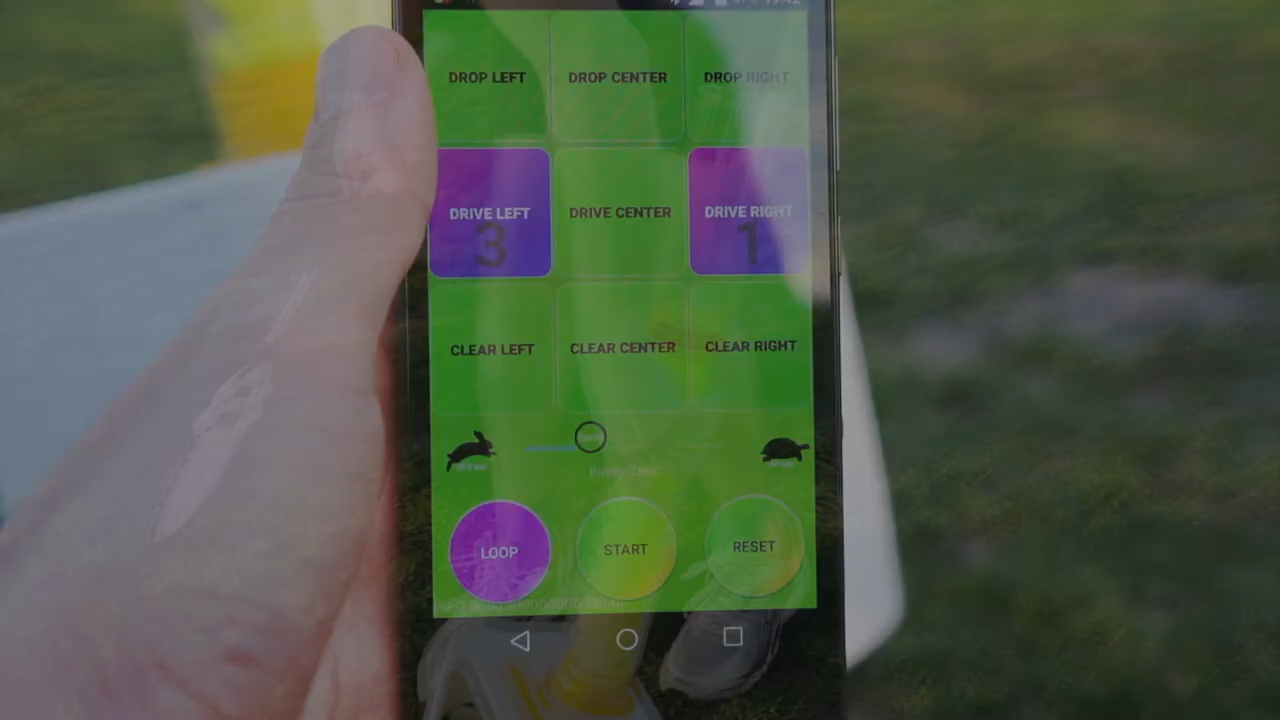 DROP LEFT DROP CENTER DROP RIGHT
DRIVE LEFT DRIVE CENTER DRIVE RIGHT
3 1
CLEAR LEFT CLEAR CENTER CLEAR RIGHT
LOOP START RESET